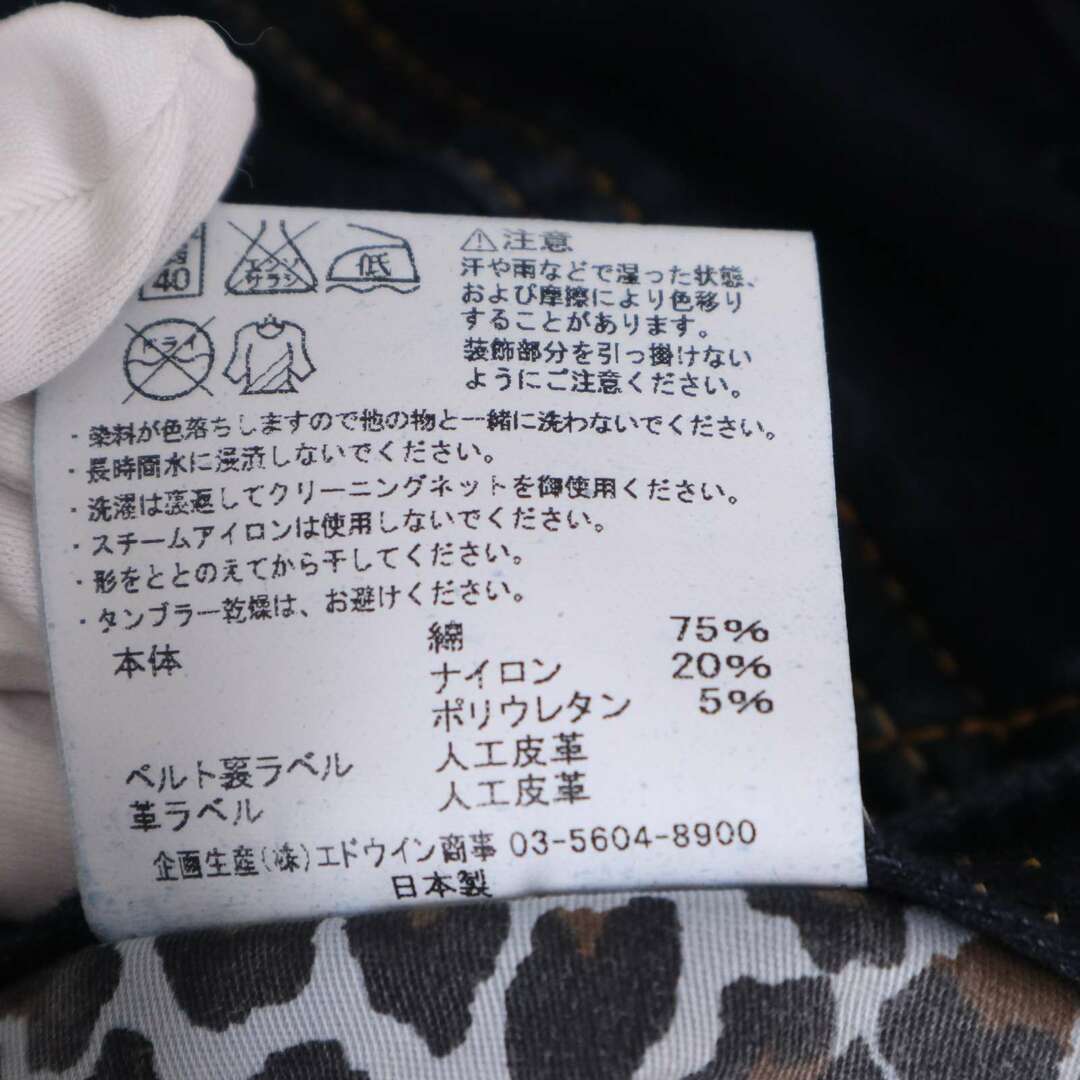 40
エンソ
サラシ
低
ドライ
注意
汗や雨などで湿った状態、
および摩擦により色移り
することがあります。
装飾部分を引っ掛けない
ようにご注意ください。
・染料が色落ちしますので他の物と一緒に洗わないでください。
・長時間水に浸漬しないでください。
・洗濯は裏返してクリーニングネットを御使用ください。
・スチームアイロンは使用しないでください。
・形をととのえてから干してください。
・タンブラー乾燥は、お避けください。
本体 綿 75%
ナイロン 20%
ポリウレタン 5%
ベルト裏ラベル 人工皮革
革ラベル 人工皮革
企画生産(株)エドウイン商事 03-5604-8900
日本製